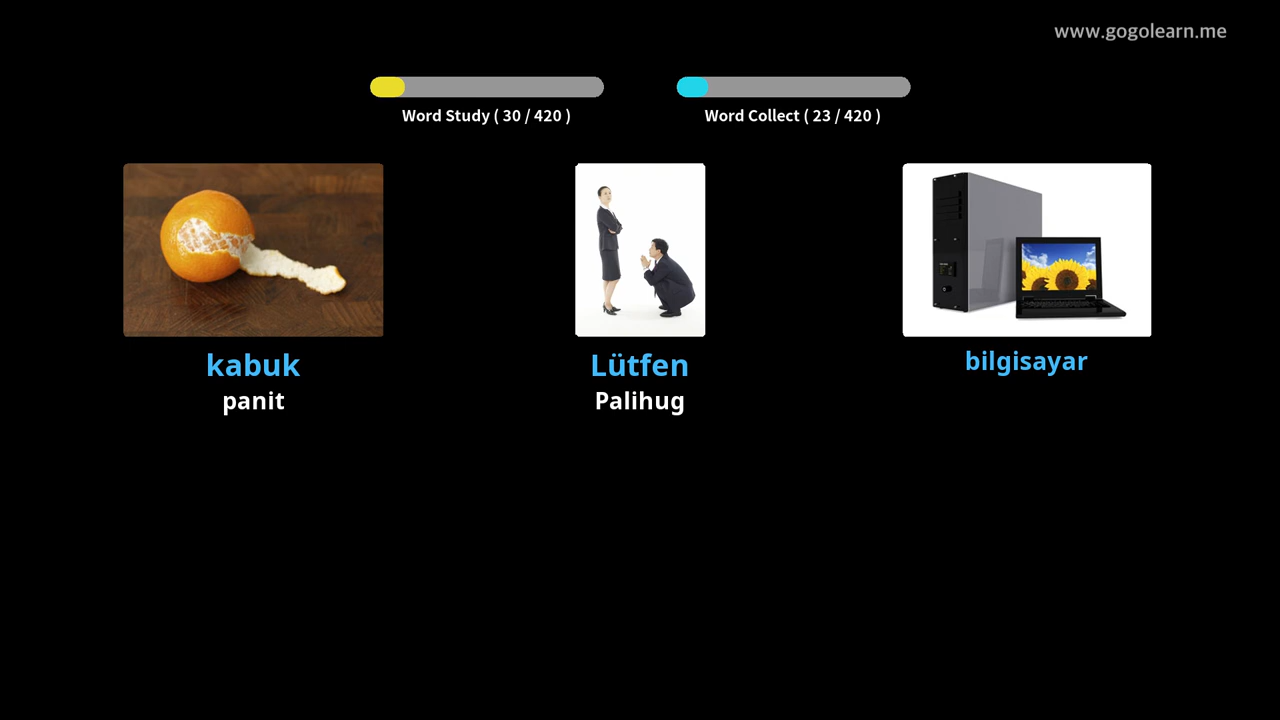 www.gogolearn.me
Word Study ( 30 / 420 )
Word Collect ( 23 / 420 )
kabuk
panit
Lütfen
Palihug
bilgisayar